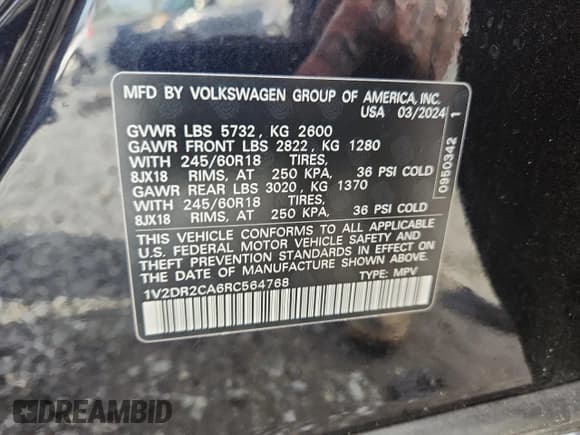 MFD BY VOLKSWAGEN GROUP OF AMERICA, INC.
USA 03/2024
GVWR LBS 5732, KG 2600
GAWR FRONT LBS 2822, KG 1280
WITH 245/60R18 TIRES,
8JX18 RIMS, AT 250 KPA, 36 PSI COLD
GAWR REAR LBS 3020, KG 1370
WITH 245/60R18 TIRES,
8JX18 RIMS, AT 250 KPA, 36 PSI COLD
THIS VEHICLE CONFORMS TO ALL APPLICABLE
U.S. FEDERAL MOTOR VEHICLE SAFETY AND
THEFT PREVENTION STANDARDS IN EFFECT ON
THE DATE OF MANUFACTURE SHOWN ABOVE.
1V2DR2CA6RC564768 TYPE: MPV
0950342 1
DREAMBID